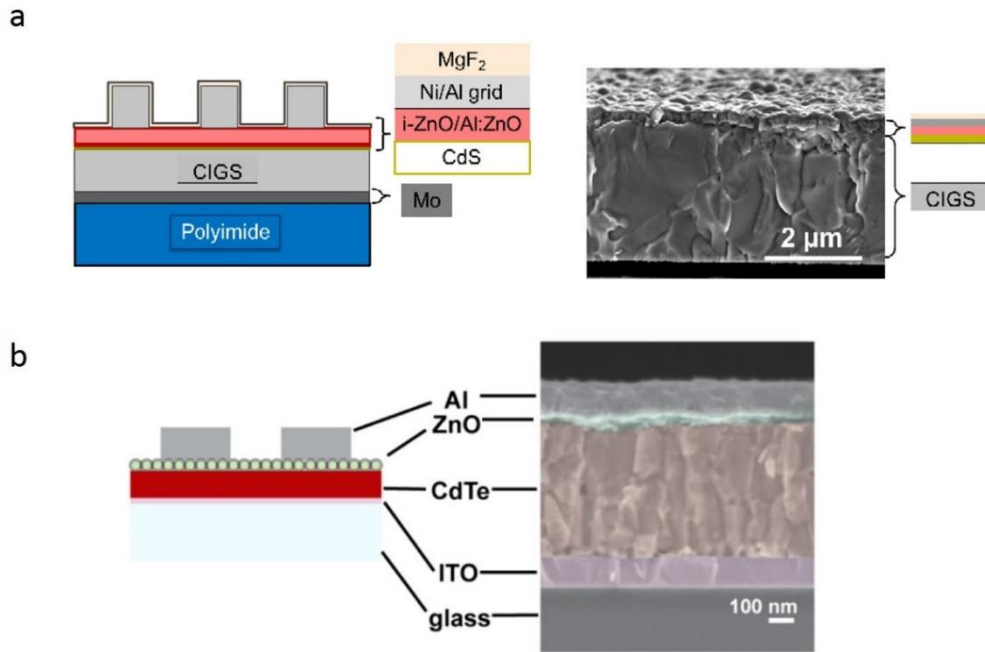 a
MgF₂
Ni/Al grid
i-ZnO/Al:ZnO
CdS
CIGS
Mo
Polyimide
2 µm
CIGS
b
Al
ZnO
CdTe
ITO
glass
100 nm